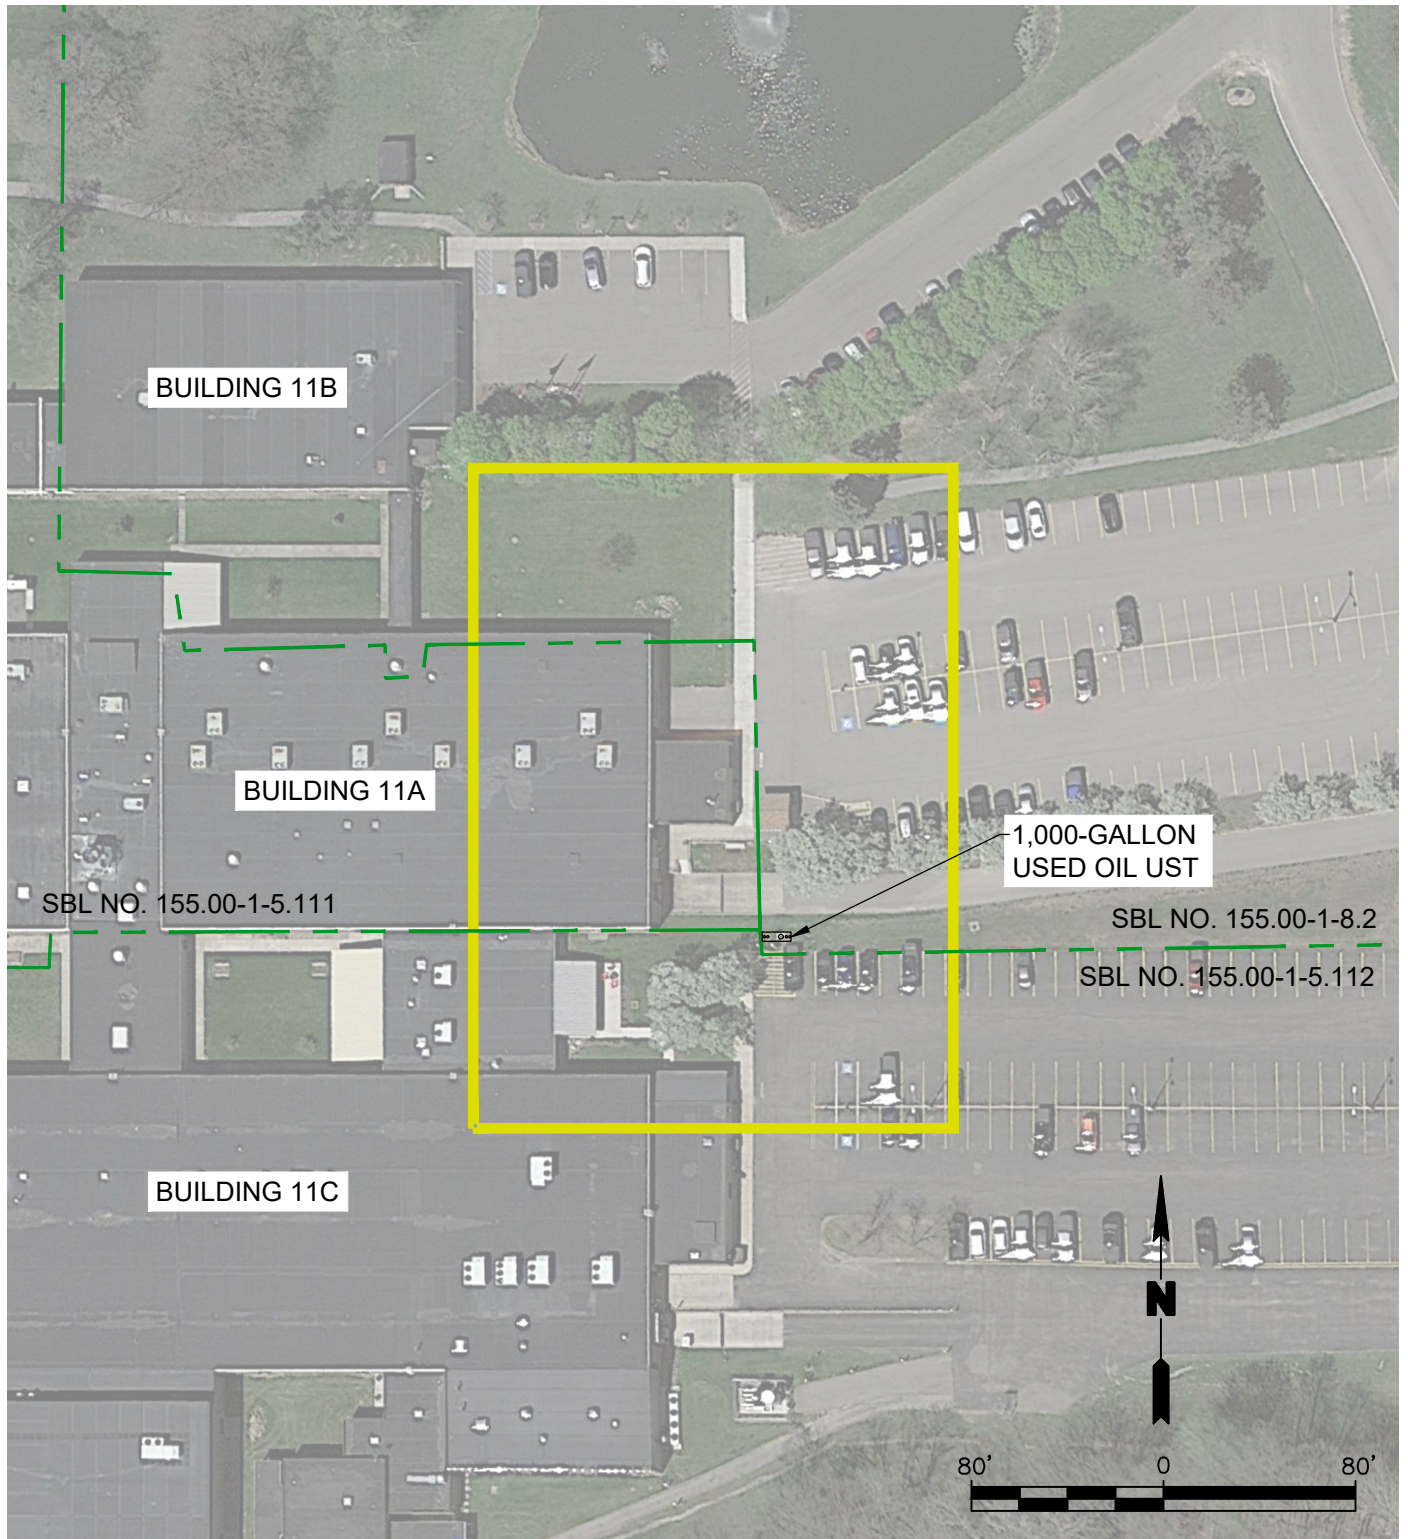 BUILDING 11B
BUILDING 11A
1,000-GALLON
USED OIL UST
SBL NO. 155.00-1-5.111
SBL NO. 155.00-1-8.2
SBL NO. 155.00-1-5.112
BUILDING 11C
N
80' 0 80'